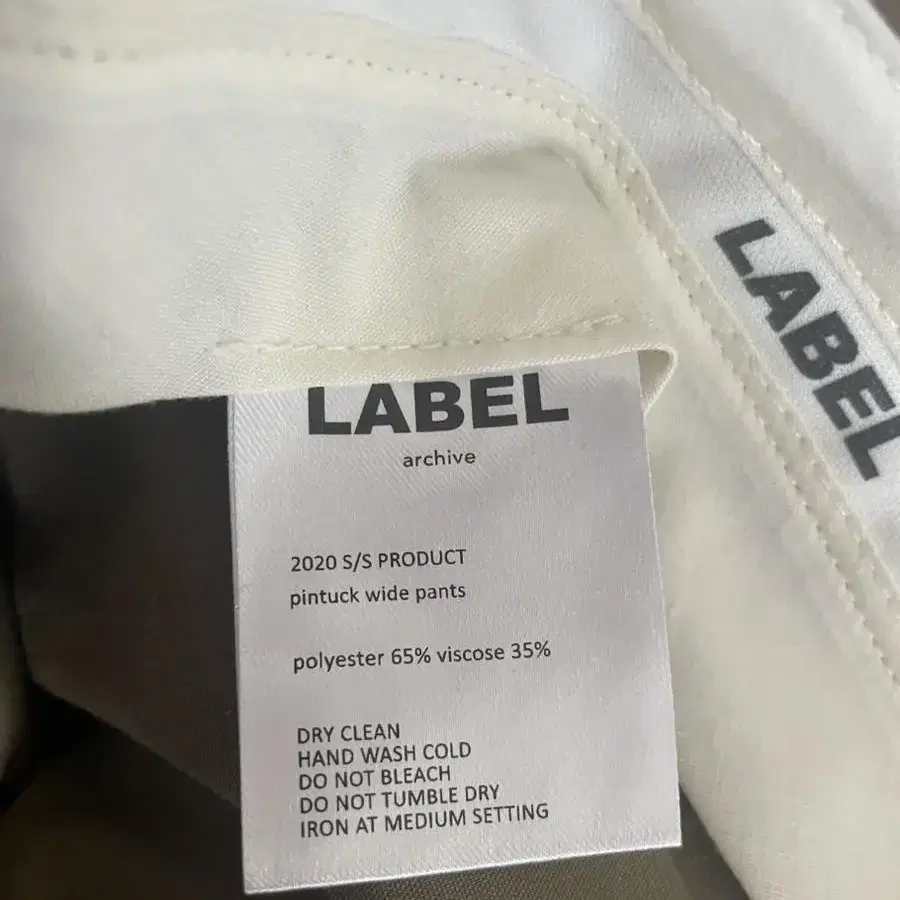 LABEL
LABEL
archive
2020 S/S PRODUCT
pintuck wide pants
polyester 65% viscose 35%
DRY CLEAN
HAND WASH COLD
DO NOT BLEACH
DO NOT TUMBLE DRY
IRON AT MEDIUM SETTING